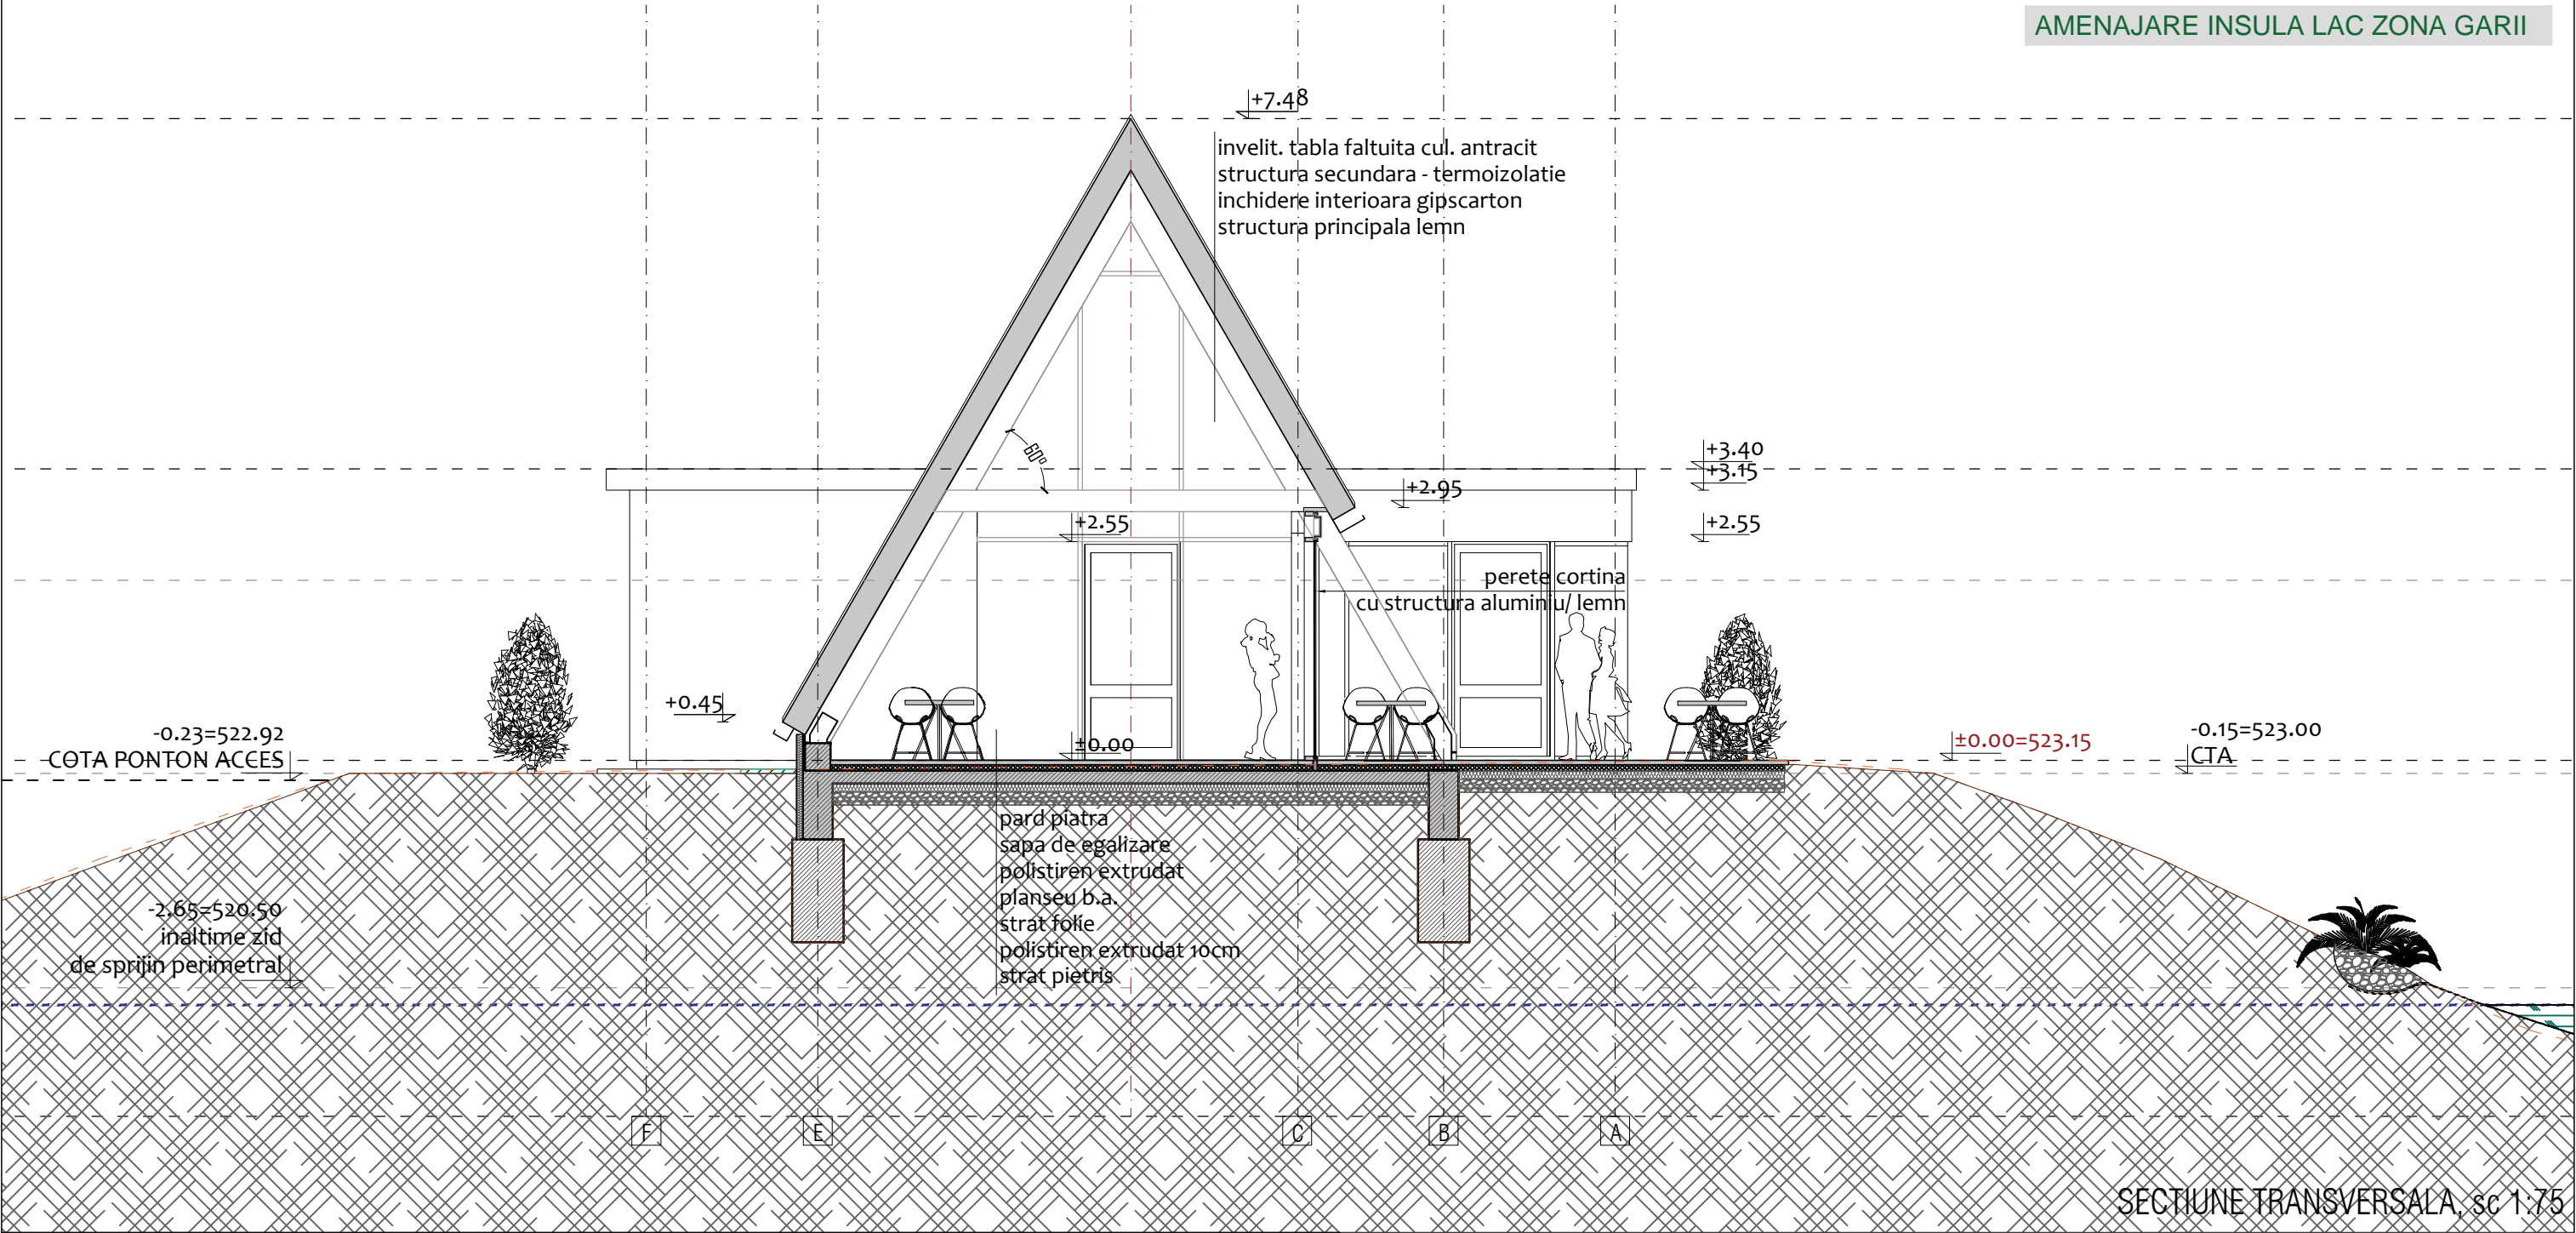 AMENAJARE INSULA LAC ZONA GARII
+7.48
invelit. tabla faltuita cul. antracit
structura secundara - termoizolatie
inchidere interioara gipscarton
structura principala lemn
60°
+3.40
+3.15
+2.95
+2.55
+2.55
perete cortina
cu structura aluminiu/ lemn
+0.45
-0.23=522.92
COTA PONTON ACCES
±0.00
±0.00=523.15
-0.15=523.00
CTA
pard piatra
sapa de egalizare
polistiren extrudat
planseu b.a.
strat folie
polistiren extrudat 10cm
strat pietris
-2.65=520.50
inaltime zid
de sprijin perimetral
F
E
C
B
A
SECTIUNE TRANSVERSALA, sc 1:75